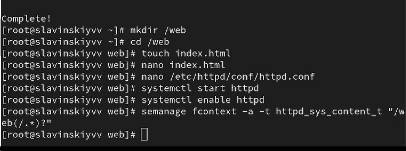 Complete!
[root@slavinskiyvv ~]# mkdir /web
[root@slavinskiyvv ~]# cd /web
[root@slavinskiyvv web]# touch index.html
[root@slavinskiyvv web]# nano index.html
[root@slavinskiyvv web]# nano /etc/httpd/conf/httpd.conf
[root@slavinskiyvv web]# systemctl start httpd
[root@slavinskiyvv web]# systemctl enable httpd
[root@slavinskiyvv web]# semanage fcontext -a -t httpd_sys_content_t "/w
eb(/.*)?"
[root@slavinskiyvv web]#